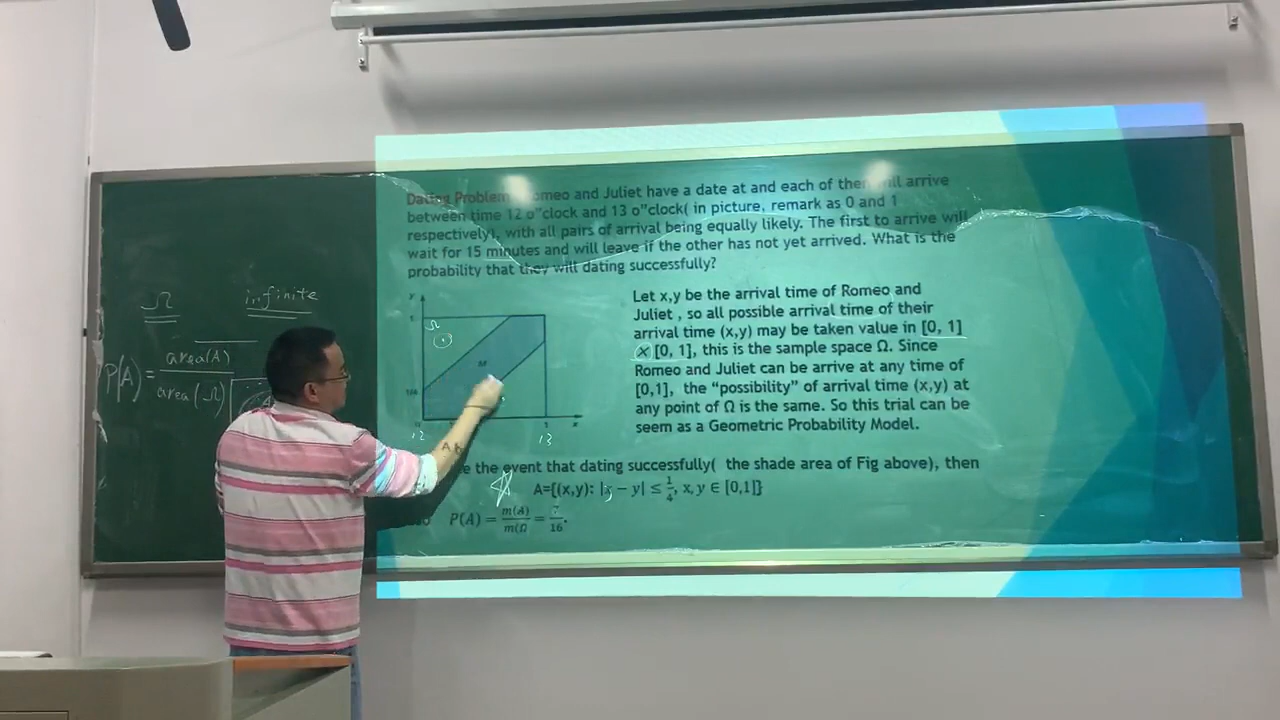 Dating Problem Romeo and Juliet have a date at and each of them will arrive
between time 12 o"clock and 13 o"clock( in picture, remark as 0 and 1
respectively), with all pairs of arrival being equally likely. The first to arrive will
wait for 15 minutes and will leave if the other has not yet arrived. What is the
probability that they will dating successfully?
Ω infinite
P(A) = area(A) / area(Ω)
y
1
Ω
M
1/4
0 1 x
12 13
Let x,y be the arrival time of Romeo and
Juliet , so all possible arrival time of their
arrival time (x,y) may be taken value in [0, 1]
× [0, 1], this is the sample space Ω. Since
Romeo and Juliet can be arrive at any time of
[0,1], the “possibility” of arrival time (x,y) at
any point of Ω is the same. So this trial can be
seem as a Geometric Probability Model.
the event that dating successfully( the shade area of Fig above), then
A={(x,y): |x − y| ≤ 1/4, x, y ∈ [0,1]}
P(A) = m(A)/m(Ω = 7/16.